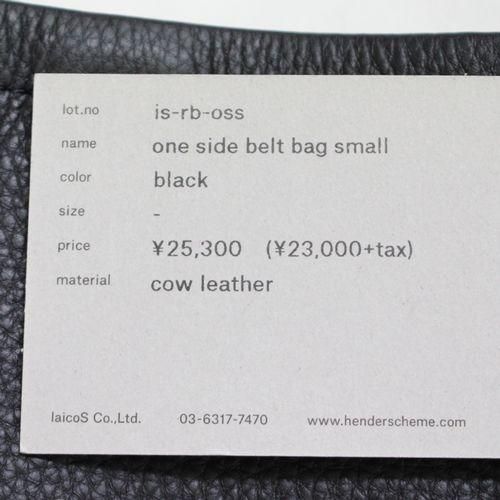 lot.no is-rb-oss
name one side belt bag small
color black
size -
price ¥25,300 (¥23,000+tax)
material cow leather
laicoS Co.,Ltd. 03-6317-7470 www.henderscheme.com